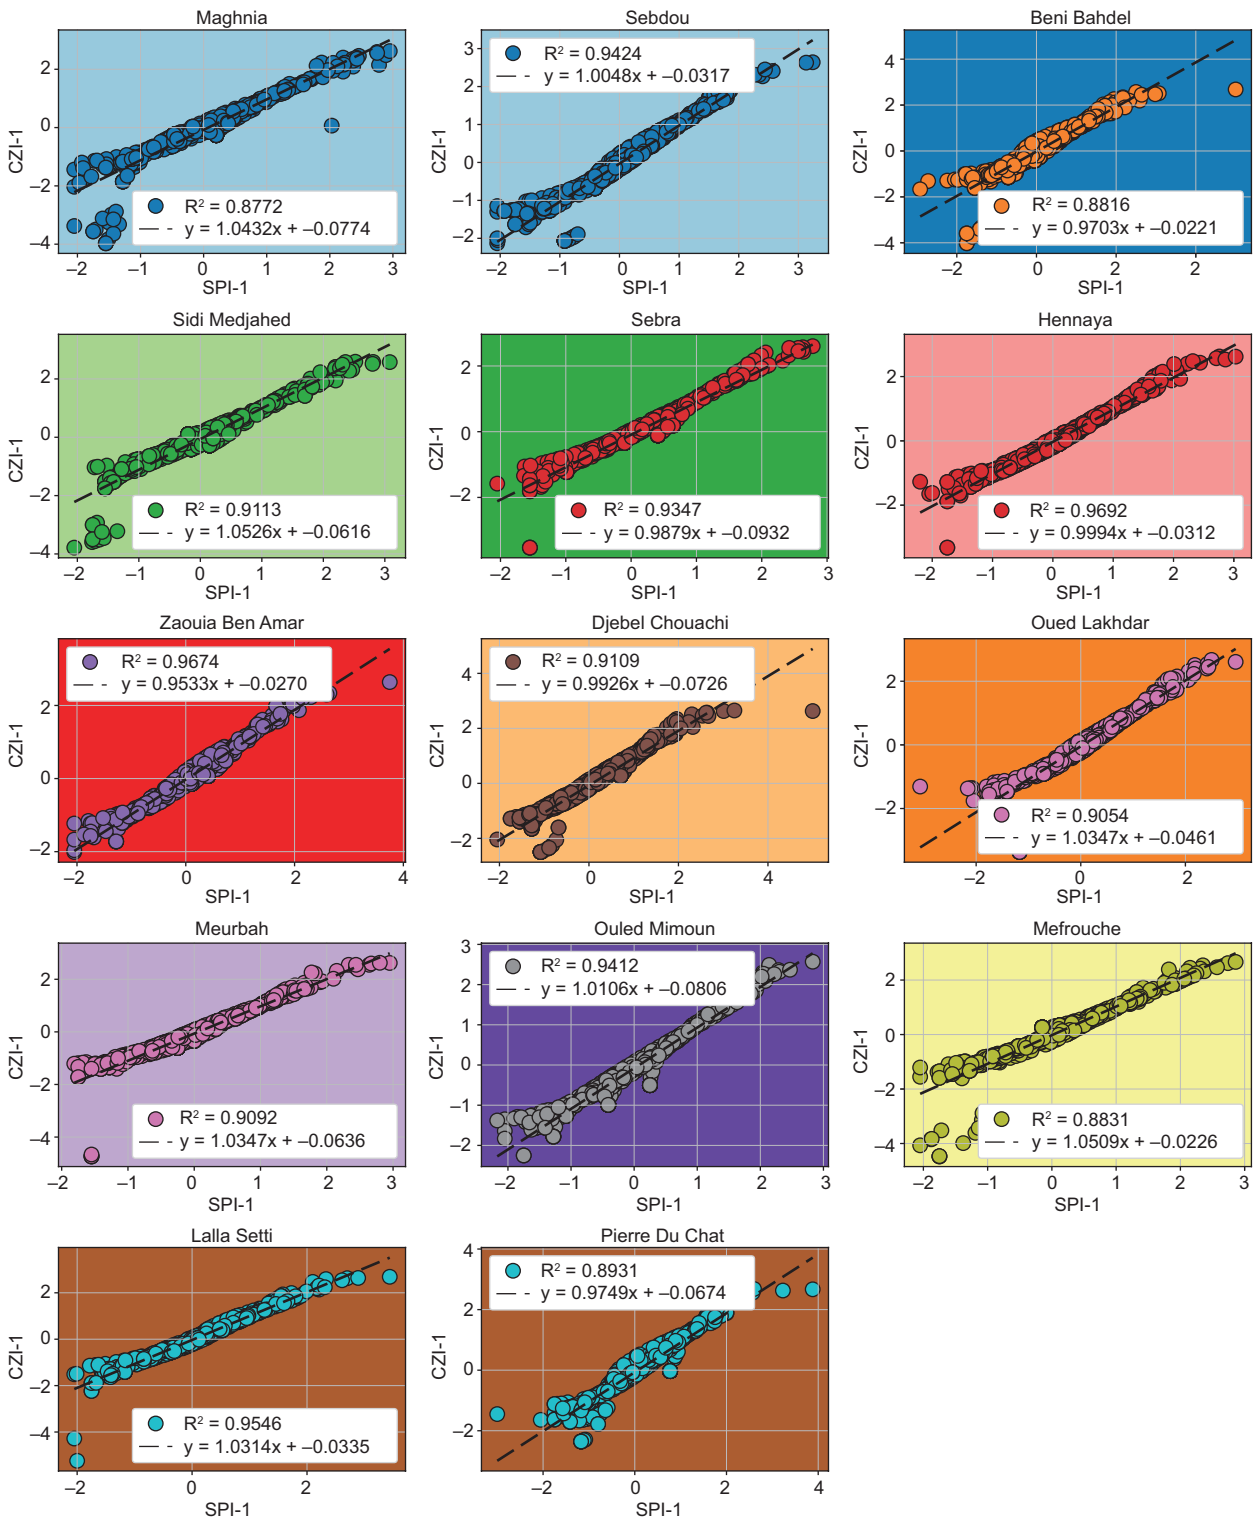 Maghnia
CZI-1
2
0
–2
–4
R² = 0.8772
y = 1.0432x + –0.0774
–2
–1
0
1
2
3
SPI-1
Sebdou
CZI-1
3
2
1
0
–1
–2
R² = 0.9424
y = 1.0048x + –0.0317
–2
–1
0
1
2
3
SPI-1
Beni Bahdel
CZI-1
4
2
0
–2
–4
R² = 0.8816
y = 0.9703x + –0.0221
–2
0
2
SPI-1
Sidi Medjahed
CZI-1
2
0
–2
–4
R² = 0.9113
y = 1.0526x + –0.0616
–2
–1
0
1
2
3
SPI-1
Sebra
CZI-1
2
0
–2
R² = 0.9347
y = 0.9879x + –0.0932
–2
–1
0
1
2
3
SPI-1
Hennaya
CZI-1
2
0
–2
R² = 0.9692
y = 0.9994x + –0.0312
–2
–1
0
1
2
3
SPI-1
Zaouia Ben Amar
CZI-1
2
0
–2
R² = 0.9674
y = 0.9533x + –0.0270
–2
0
2
4
SPI-1
Djebel Chouachi
CZI-1
4
2
0
–2
R² = 0.9109
y = 0.9926x + –0.0726
–2
0
2
4
SPI-1
Oued Lakhdar
CZI-1
2
0
–2
R² = 0.9054
y = 1.0347x + –0.0461
–2
0
2
SPI-1
Meurbah
CZI-1
2
0
–2
–4
R² = 0.9092
y = 1.0347x + –0.0636
–2
–1
0
1
2
3
SPI-1
Ouled Mimoun
CZI-1
3
2
1
0
–1
–2
R² = 0.9412
y = 1.0106x + –0.0806
–2
–1
0
1
2
3
SPI-1
Mefrouche
CZI-1
2
0
–2
–4
R² = 0.8831
y = 1.0509x + –0.0226
–2
–1
0
1
2
3
SPI-1
Lalla Setti
CZI-1
2
0
–2
–4
R² = 0.9546
y = 1.0314x + –0.0335
–2
0
2
SPI-1
Pierre Du Chat
CZI-1
4
2
0
–2
R² = 0.8931
y = 0.9749x + –0.0674
–2
0
2
4
SPI-1